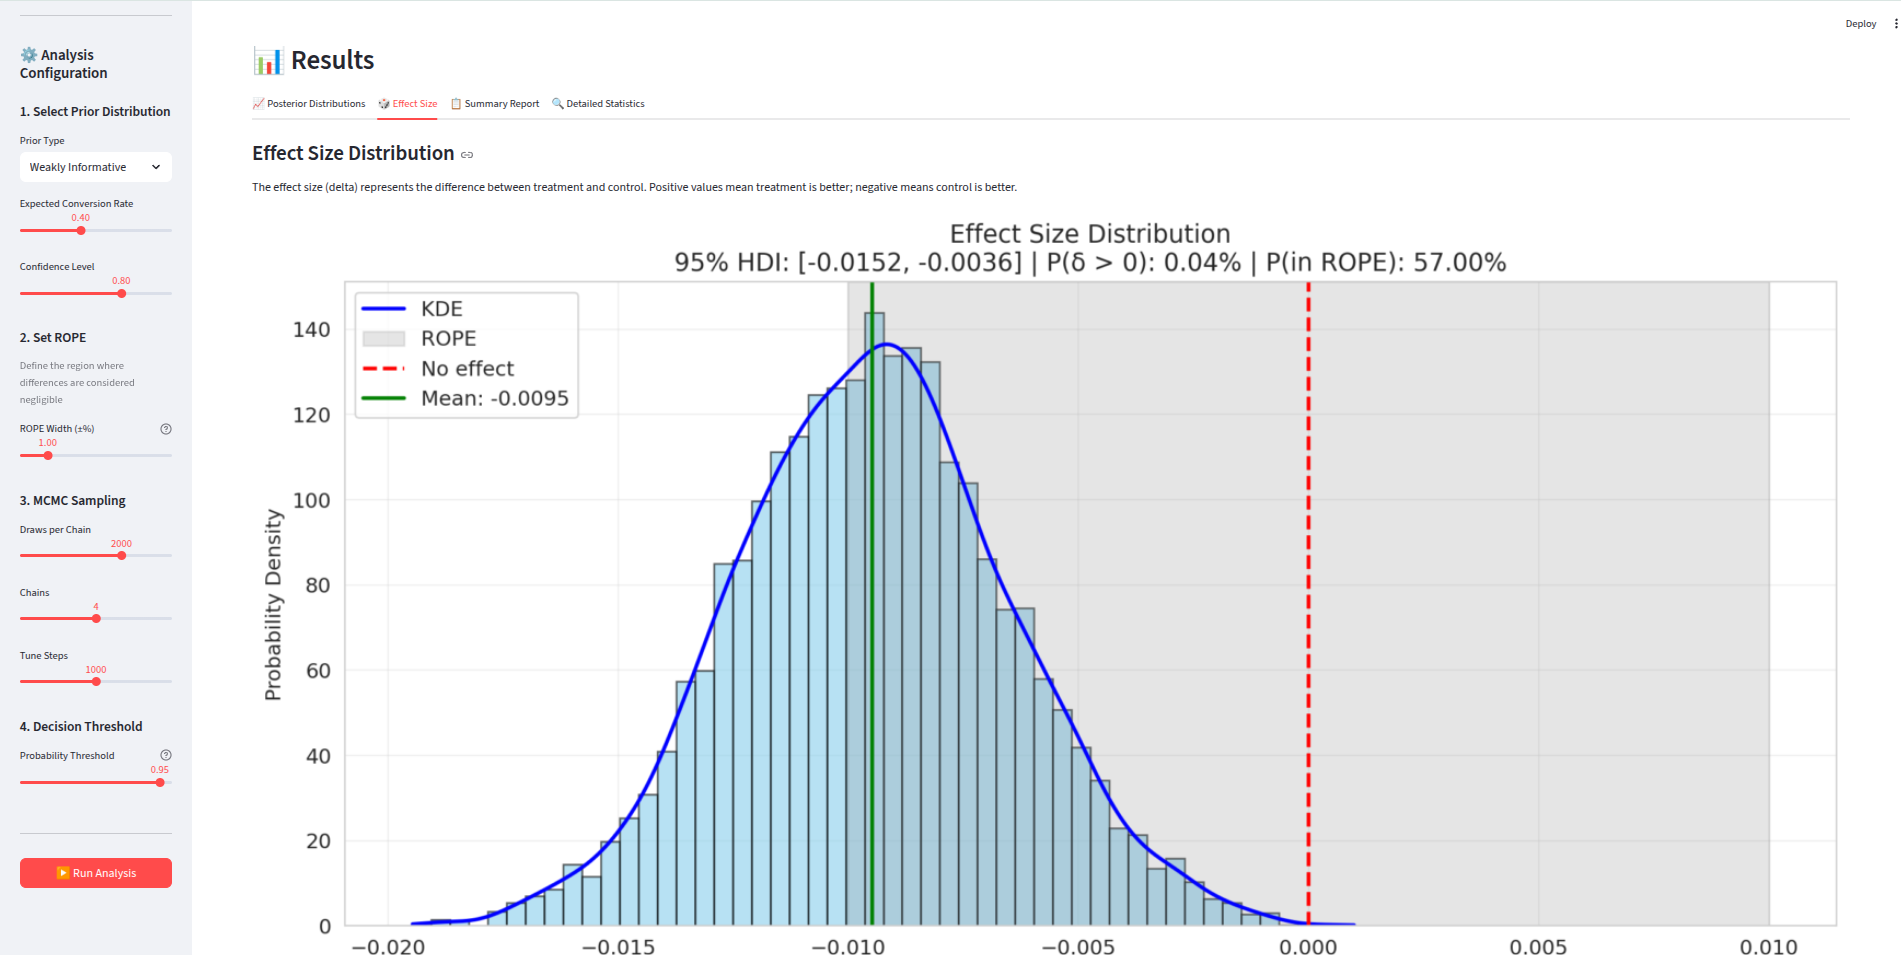 Deploy
⚙️ Analysis
Configuration
1. Select Prior Distribution
Prior Type
Weakly Informative
Expected Conversion Rate
0.40
Confidence Level
0.80
2. Set ROPE
Define the region where
differences are considered
negligible
ROPE Width (±%)
1.00
3. MCMC Sampling
Draws per Chain
2000
Chains
4
Tune Steps
1000
4. Decision Threshold
Probability Threshold
0.95
Run Analysis
📊 Results
Posterior Distributions
Effect Size
Summary Report
Detailed Statistics
Effect Size Distribution
The effect size (delta) represents the difference between treatment and control. Positive values mean treatment is better; negative means control is better.
Effect Size Distribution
95% HDI: [-0.0152, -0.0036] | P(δ > 0): 0.04% | P(in ROPE): 57.00%
KDE
ROPE
No effect
Mean: -0.0095
Probability Density
140
120
100
80
60
40
20
0
−0.020
−0.015
−0.010
−0.005
0.000
0.005
0.010